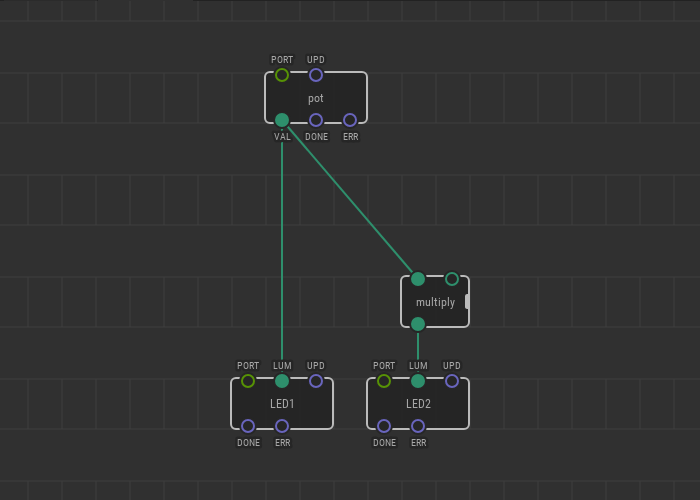 PORT UPD
pot
VAL DONE ERR
multiply
PORT LUM UPD PORT LUM UPD
LED1 LED2
DONE ERR DONE ERR